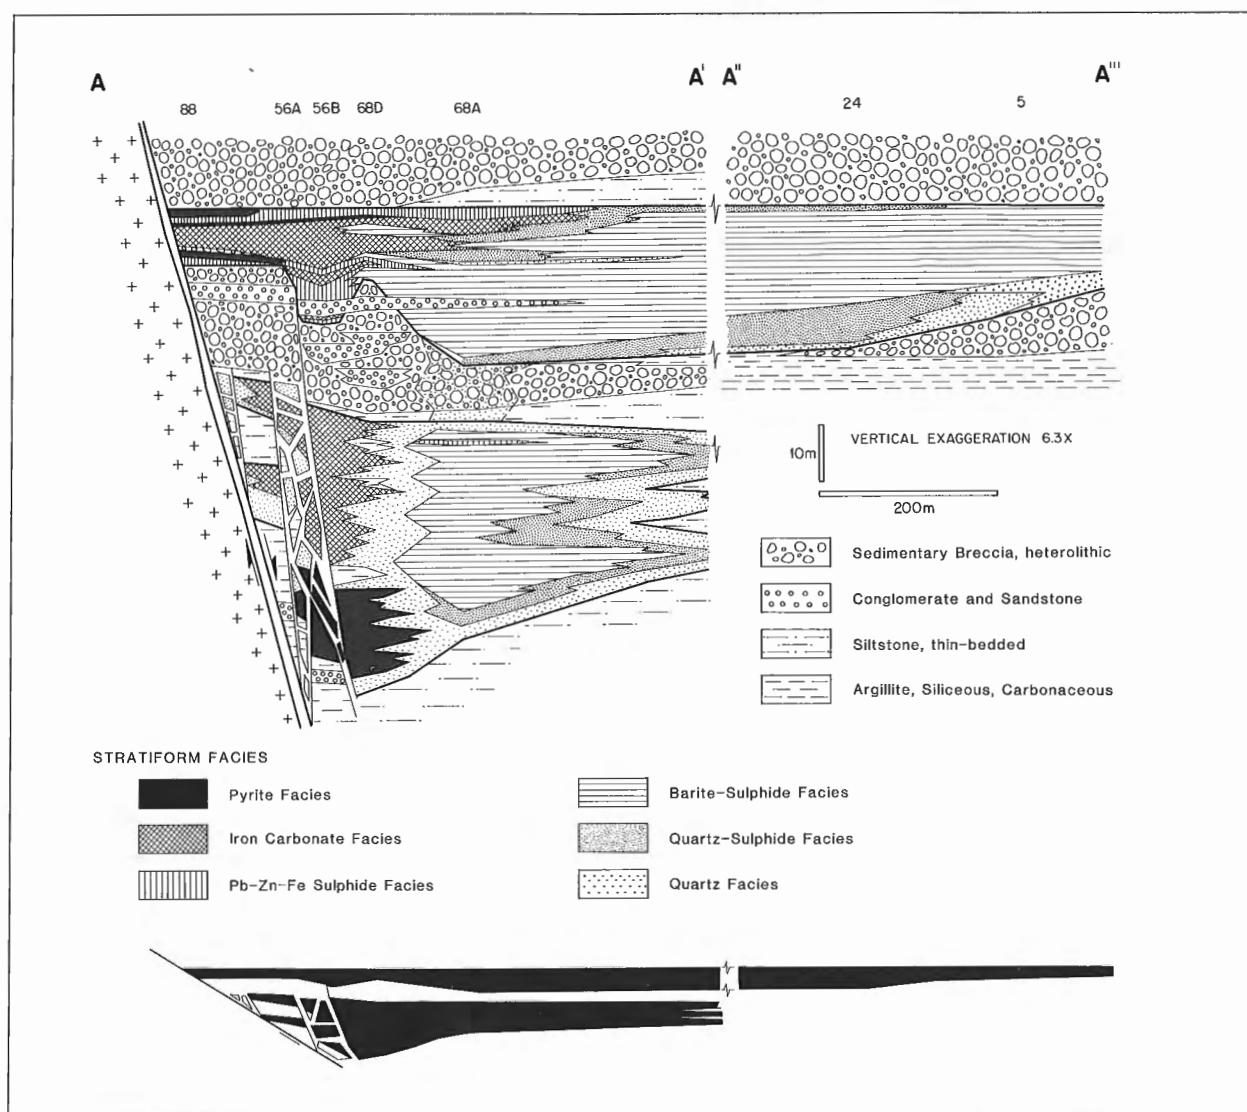 A A' A'' A'''
88 56A 56B 68D 68A 24 5
VERTICAL EXAGGERATION 6.3X
10m
200m
Sedimentary Breccia, heterolithic
Conglomerate and Sandstone
Siltstone, thin-bedded
Argillite, Siliceous, Carbonaceous
STRATIFORM FACIES
Pyrite Facies
Iron Carbonate Facies
Pb-Zn-Fe Sulphide Facies
Barite-Sulphide Facies
Quartz-Sulphide Facies
Quartz Facies